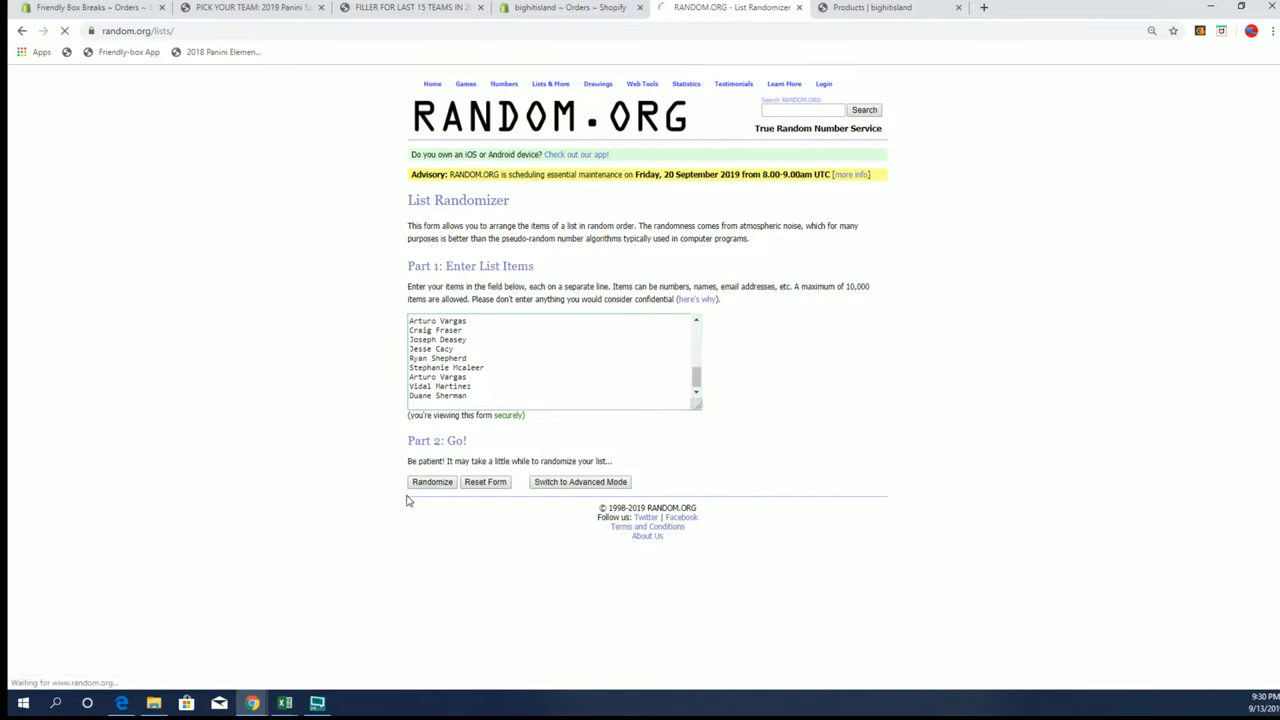 Friendly Box Breaks ~ Orders ~ S
PICK YOUR TEAM: 2019 Panini Sp
FILLER FOR LAST 15 TEAMS IN 2
bighitisland ~ Orders ~ Shopify
RANDOM.ORG - List Randomizer
Products | bighitisland
random.org/lists/
Apps
Friendly-box App
2018 Panini Elemen...
Home Games Numbers Lists & More Drawings Web Tools Statistics Testimonials Learn More Login
RANDOM.ORG
Search RANDOM.ORG
Search
True Random Number Service
Do you own an iOS or Android device? Check out our app!
Advisory: RANDOM.ORG is scheduling essential maintenance on Friday, 20 September 2019 from 8.00-9.00am UTC [more info]
List Randomizer
This form allows you to arrange the items of a list in random order. The randomness comes from atmospheric noise, which for many
purposes is better than the pseudo-random number algorithms typically used in computer programs.
Part 1: Enter List Items
Enter your items in the field below, each on a separate line. Items can be numbers, names, email addresses, etc. A maximum of 10,000
items are allowed. Please don't enter anything you would consider confidential (here's why).
Arturo Vargas
Craig Fraser
Joseph Deasey
Jesse Cacy
Ryan Shepherd
Stephanie Mcaleer
Arturo Vargas
Vidal Martinez
Duane Sherman
(you're viewing this form securely)
Part 2: Go!
Be patient! It may take a little while to randomize your list...
Randomize Reset Form Switch to Advanced Mode
© 1998-2019 RANDOM.ORG
Follow us: Twitter | Facebook
Terms and Conditions
About Us
Waiting for www.random.org...
9:30 PM
9/13/201